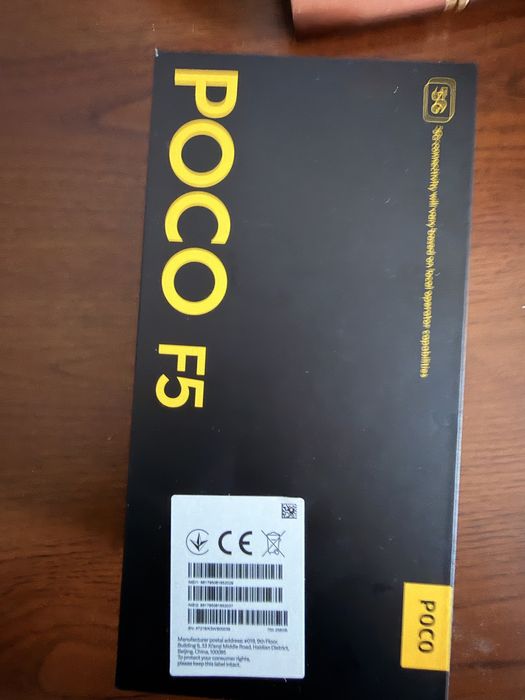 POCO F5
5G
*5G connectivity will vary based on local operator capabilities
CE
Manufacturer postal address: #019, 9th Floor,
Building 6, 33 Xi'erqi Middle Road, Haidian District,
Beijing, China, 100085
To protect your consumer rights,
please keep this label intact.
POCO